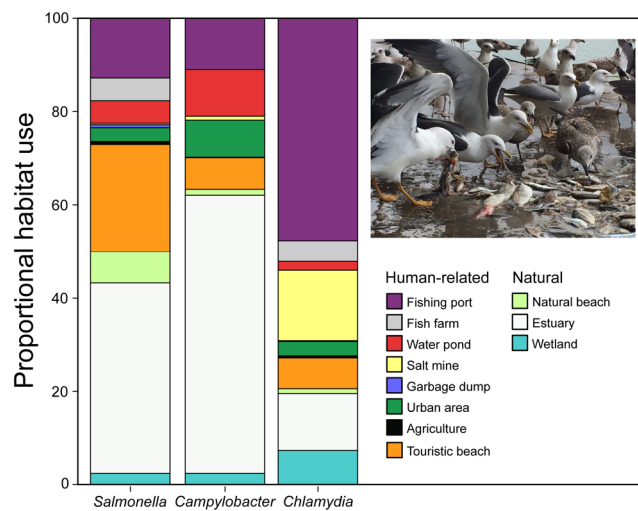 Proportional habitat use
100
80
60
40
20
0
Salmonella Campylobacter Chlamydia
Human-related
Fishing port
Fish farm
Water pond
Salt mine
Garbage dump
Urban area
Agriculture
Touristic beach
Natural
Natural beach
Estuary
Wetland